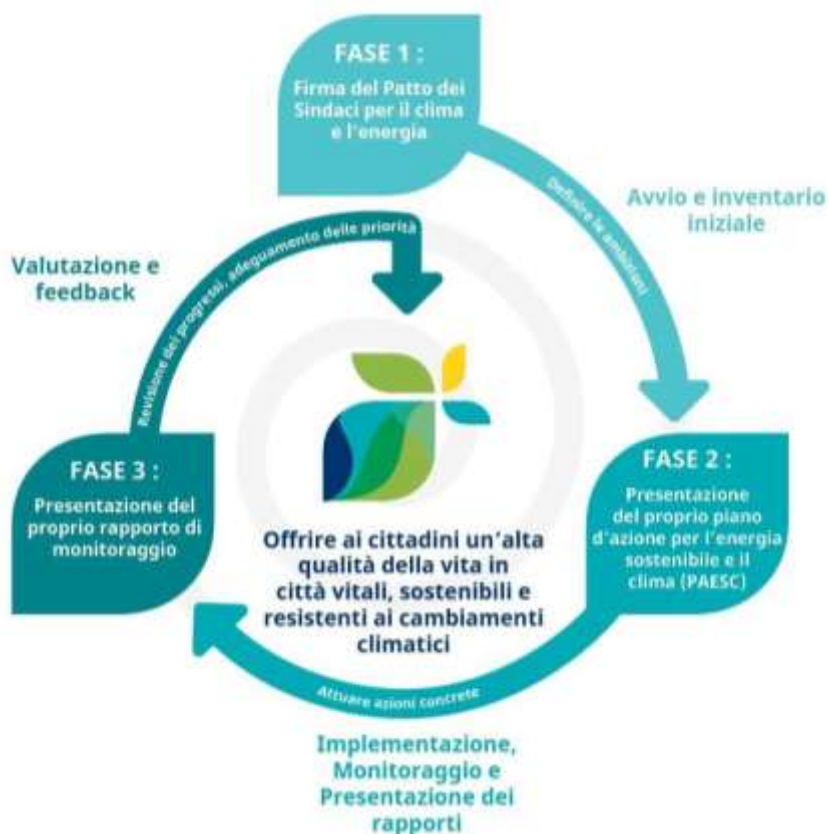 FASE 1 :
Firma del Patto dei
Sindaci per il clima
e l'energia
Definire le ambizioni
Avvio e inventario
iniziale
FASE 2 :
Presentazione
del proprio piano
d'azione per l'energia
sostenibile e il
clima (PAESC)
Attuare azioni concrete
Implementazione,
Monitoraggio e
Presentazione dei
rapporti
FASE 3 :
Presentazione del
proprio rapporto di
monitoraggio
Revisione dei progressi, adeguamento delle priorità
Valutazione e
feedback
Offrire ai cittadini un'alta
qualità della vita in
città vitali, sostenibili e
resistenti ai cambiamenti
climatici